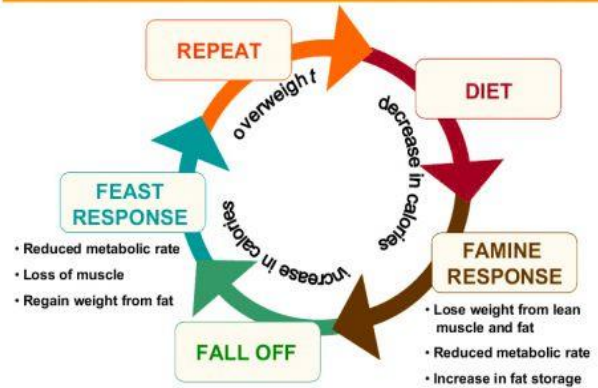 REPEAT
overweight
DIET
decrease in calories
FAMINE
RESPONSE
• Lose weight from lean
muscle and fat
• Reduced metabolic rate
• Increase in fat storage
FALL OFF
increase in calories
FEAST
RESPONSE
• Reduced metabolic rate
• Loss of muscle
• Regain weight from fat